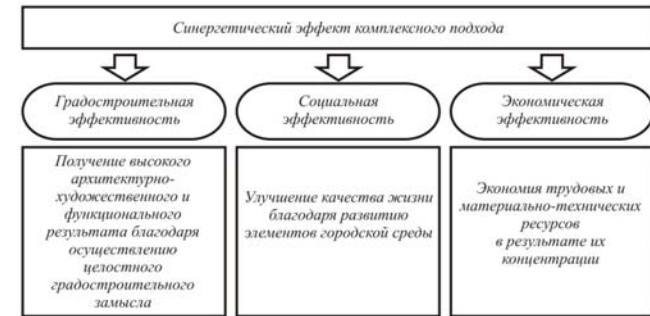 Синергетический эффект комплексного подхода
Градостроительная
эффективность
Социальная
эффективность
Экономическая
эффективность
Получение высокого
архитектурно-
художественного и
функционального
результата благодаря
осуществлению
целостного
градостроительного
замысла
Улучшение качества жизни
благодаря развитию
элементов городской среды
Экономия трудовых и
материально-технических
ресурсов
в результате их
концентрации